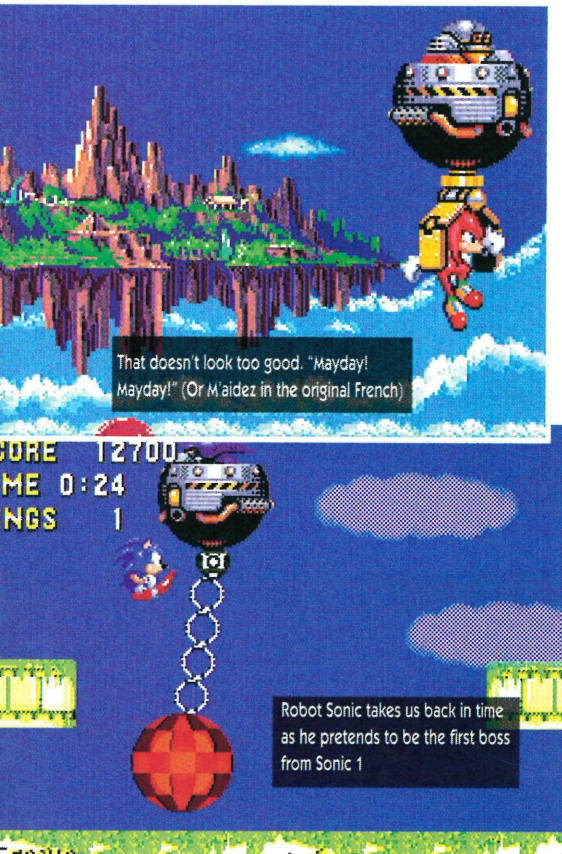 That doesn't look too good. "Mayday!
Mayday!" (Or M'aidez in the original French)
CORE 12700
ME 0:24
NGS 1
Robot Sonic takes us back in time
as he pretends to be the first boss
from Sonic 1